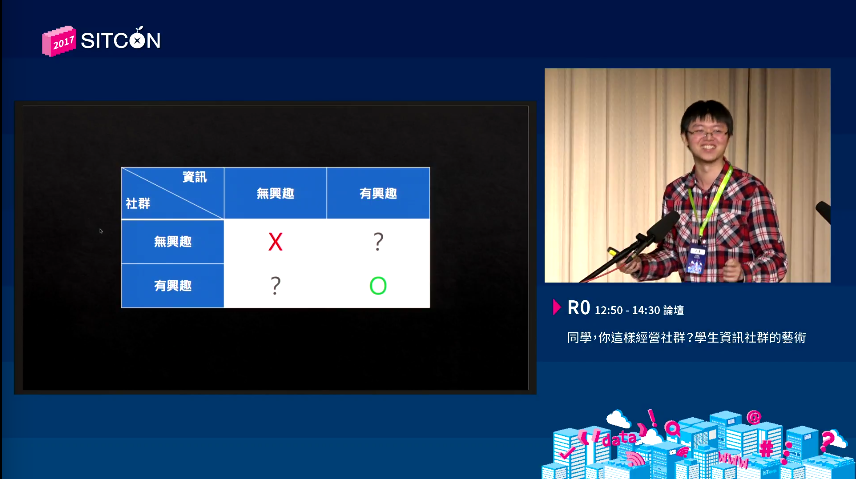 2017 SITCON
資訊
社群
無興趣
有興趣
無興趣
X
?
有興趣
?
O
R0 12:50 - 14:30 論壇
同學，你這樣經營社群？學生資訊社群的藝術
data
!
@
#
www
?